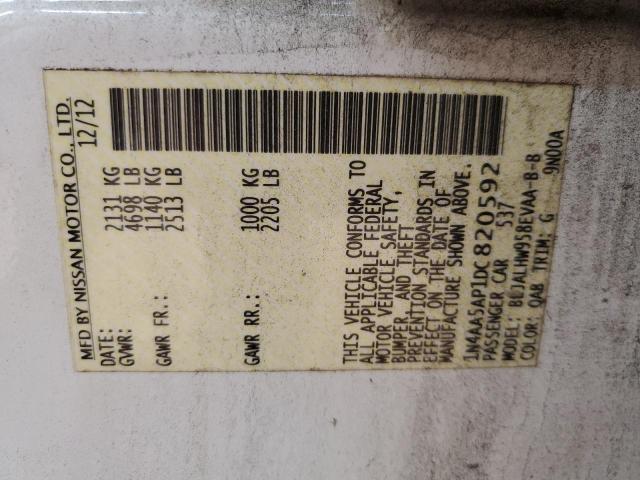 MFD BY NISSAN MOTOR CO., LTD.
DATE: 12/12
GVWR: 2131 KG
4698 LB
GAWR FR.: 1140 KG
2513 LB
GAWR RR.: 1000 KG
2205 LB
THIS VEHICLE CONFORMS TO
ALL APPLICABLE FEDERAL
MOTOR VEHICLE SAFETY,
BUMPER, AND THEFT
PREVENTION STANDARDS IN
EFFECT ON THE DATE OF
MANUFACTURE SHOWN ABOVE.
1N4AA5AP1DC820592
PASSENGER CAR 537
MODEL: BDJALHW958EVAA-B-B
COLOR: QAB TRIM: G 9N00A